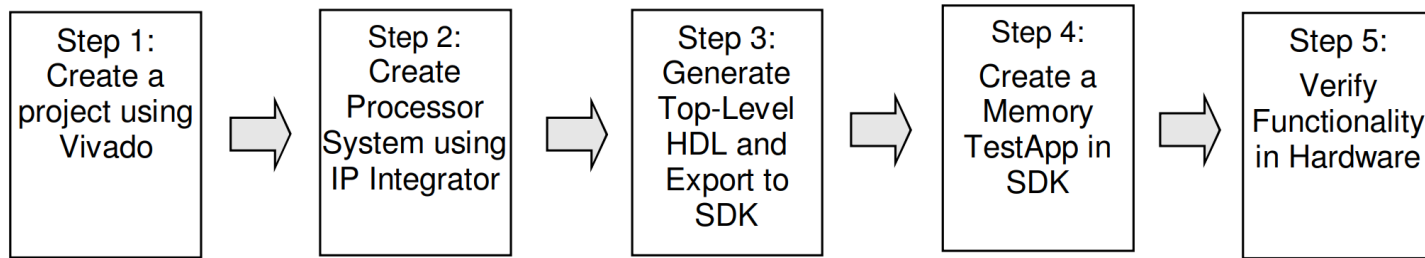 Step 1:
Create a
project using
Vivado
Step 2:
Create
Processor
System using
IP Integrator
Step 3:
Generate
Top-Level
HDL and
Export to
SDK
Step 4:
Create a
Memory
TestApp in
SDK
Step 5:
Verify
Functionality
in Hardware